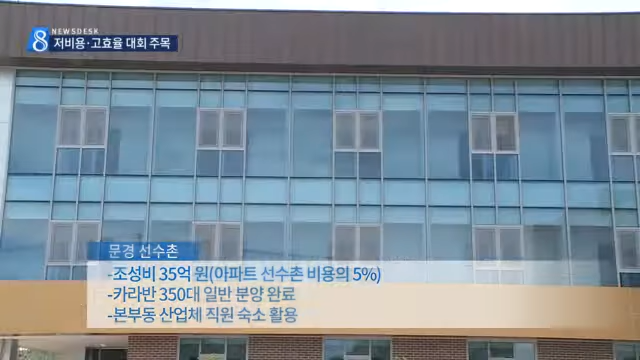 NEWSDESK
8 저비용·고효율 대회 주목
문경 선수촌
-조성비 35억 원(아파트 선수촌 비용의 5%)
-카라반 350대 일반 분양 완료
-본부동 산업체 직원 숙소 활용